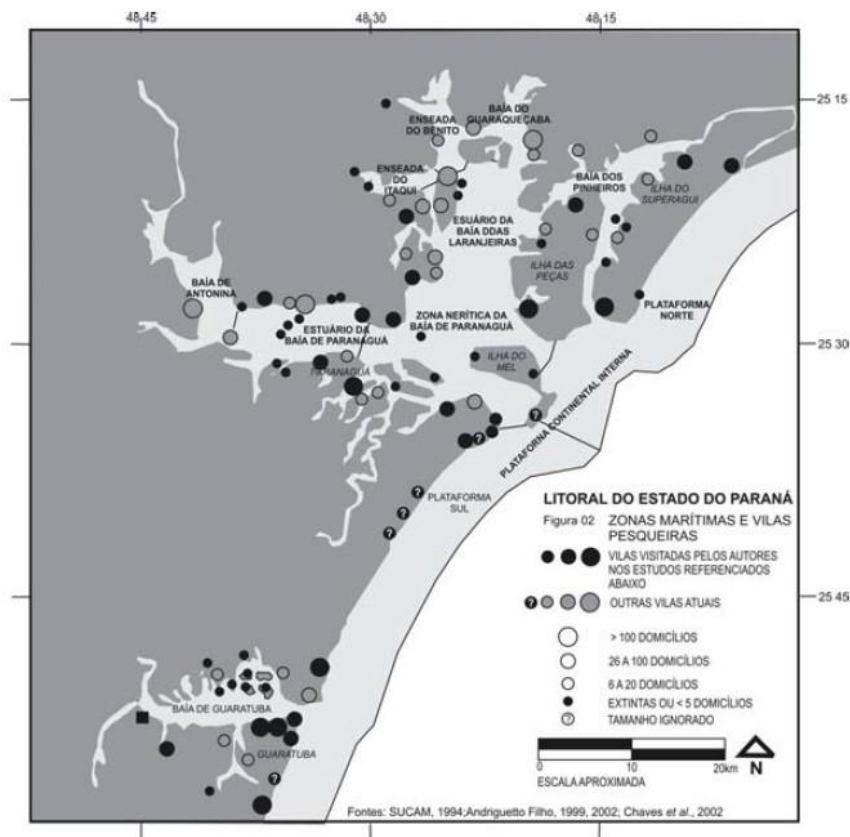 48:45 48:30 48:15
25 15
BAÍA DO
GUARAQUEÇABA
ENSEADA
DO BENITO
ENSEADA
DO
ITAQUI
BAÍA DOS
PINHEIROS
ILHA DO
SUPERAGUI
ESTUÁRIO DA
BAÍA DDAS
LARANJEIRAS
ILHA DAS
PEÇAS
BAÍA DE
ANTONINA
PLATAFORMA
NORTE
ZONA NERÍTICA DA
BAÍA DE PARANAGUÁ
ESTUÁRIO DA
BAÍA DE PARANAGUÁ
25 30
ILHA DO
MEL
PARANAGUÁ
PLATAFORNA CONTINENTAL INTERNA
PLATAFORMA
SUL
LITORAL DO ESTADO DO PARANÁ
Figura 02 ZONAS MARÍTIMAS E VILAS
PESQUEIRAS
VILAS VISITADAS PELOS AUTORES
NOS ESTUDOS REFERENCIADOS
ABAIXO
25 45
? OUTRAS VILAS ATUAIS
> 100 DOMICÍLIOS
26 A 100 DOMICÍLIOS
6 A 20 DOMICÍLIOS
EXTINTAS OU < 5 DOMICÍLIOS
? TAMANHO IGNORADO
BAÍA DE GUARATUBA
GUARATUBA
0 10 20km
N
ESCALA APROXIMADA
Fontes: SUCAM, 1994;Andriguetto Filho, 1999, 2002; Chaves et al., 2002